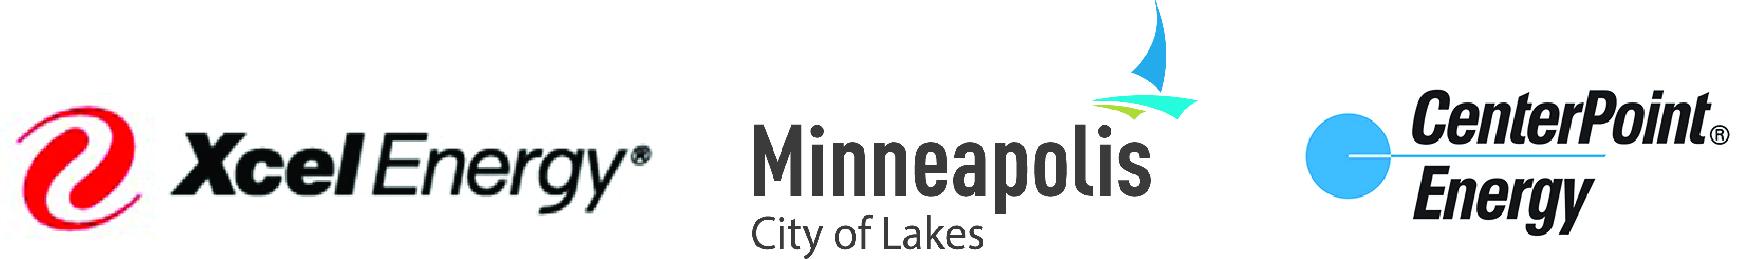 Xcel Energy®
Minneapolis
City of Lakes
CenterPoint®
Energy